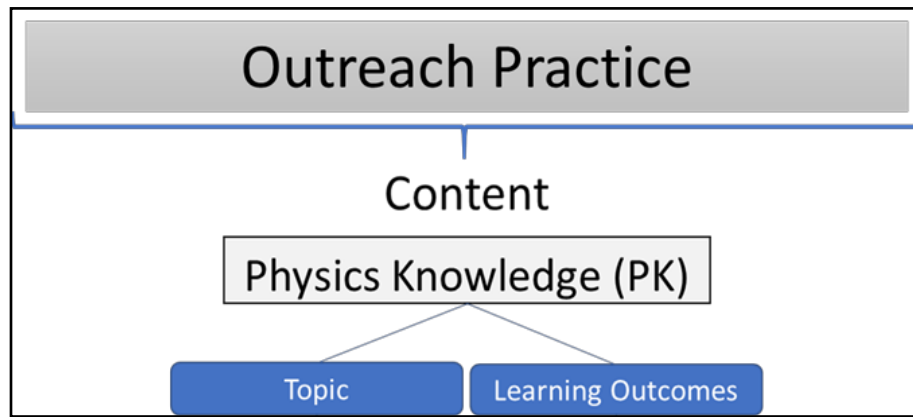 Outreach Practice
Content
Physics Knowledge (PK)
Topic
Learning Outcomes